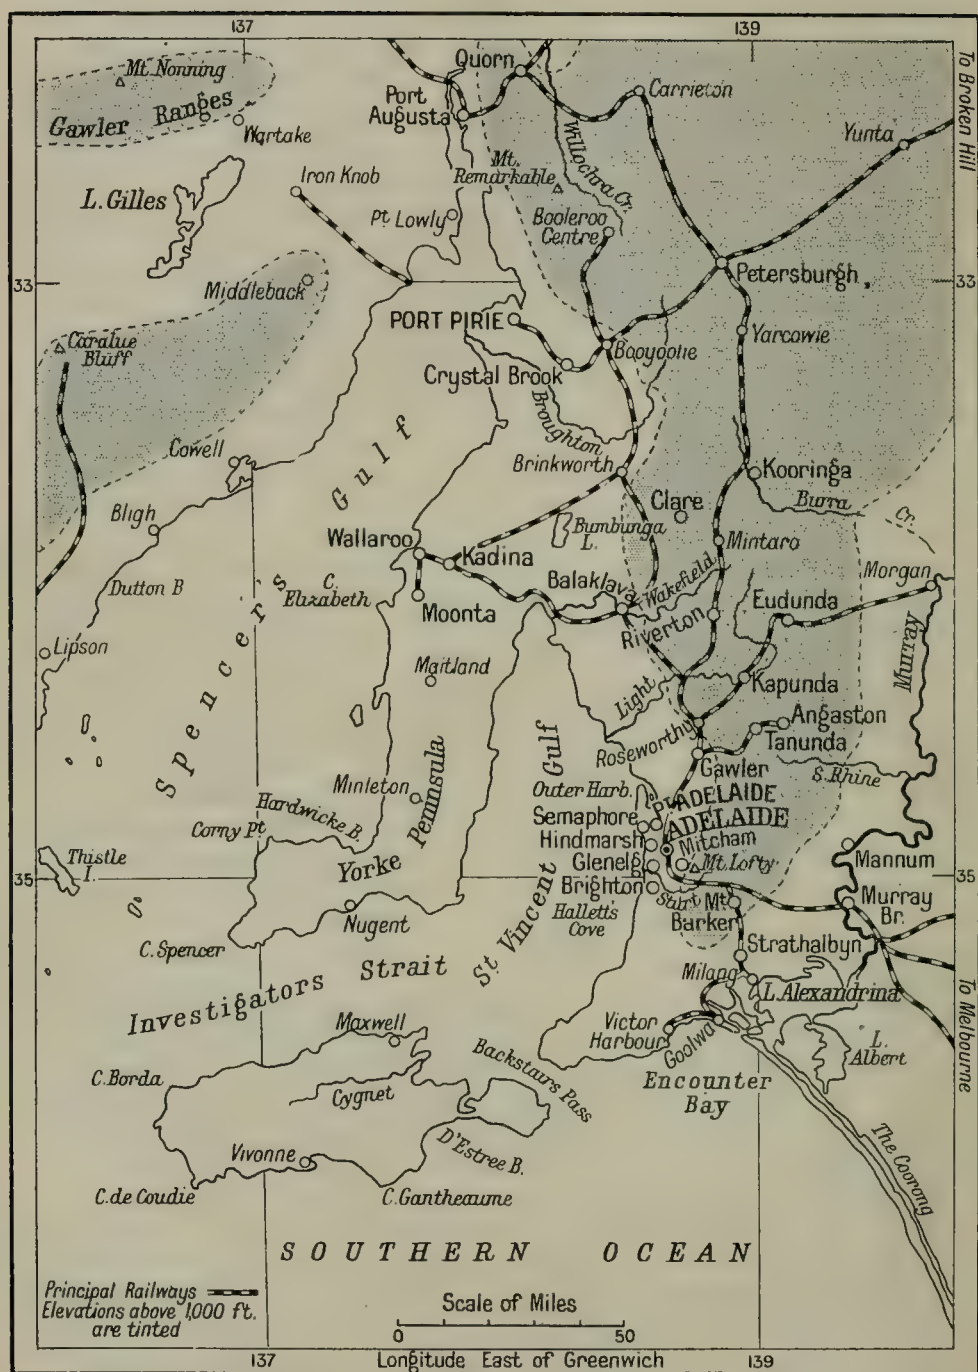 137
139
Mt. Nonning
Gawler Ranges
Wartake
Quorn
Port
Augusta
Carrieton
To Broken Hill
Yunta
Willochra Cr.
Mt.
Remarkable
Iron Knob
L. Gilles
Pt. Lowly
Booleroo
Centre
33
Middleback
Petersburgh
33
PORT PIRIE
Yarcowie
Caralue
Bluff
Booyoolie
Crystal Brook
Broughton
Cowell
Brinkworth
Kooringa
Clare
Burra
Cr.
Bligh
Bumbunga
L.
Wallaroo
Kadina
Mintaro
Dutton B
C.
Elizabeth
Moonta
Balaklava
Wakefield
Morgan
Riverton
Eudunda
Lipson
Maitland
Murray
Spencer's Gulf
Light
Kapunda
Roseworthy
Angaston
Tanunda
Gawler
S. Rhine
Minleton
Outer Harb.
Hardwicke B.
Corny Pt.
Yorke Peninsula
Semaphore
Pt. ADELAIDE
ADELAIDE
Hindmarsh
Mitcham
Glenelg
Mt. Lofty
Mannum
Thistle
I.
35
Brighton
Sturt
35
Hallett's
Cove
Mt.
Barker
Murray
Br.
Nugent
C. Spencer
St Vincent Gulf
Strathalbyn
Investigators Strait
Milang
L. Alexandrina
To Melbourne
Maxwell
Victor
Harbour
Goolwa
L.
Albert
Backstairs Pass
C. Borda
Cygnet
Encounter
Bay
Vivonne
D'Estree B.
The Coorong
C. de Coudie
C. Gantheaume
SOUTHERN OCEAN
Principal Railways
Elevations above 1,000 ft.
are tinted
Scale of Miles
0 50
137
Longitude East of Greenwich
139